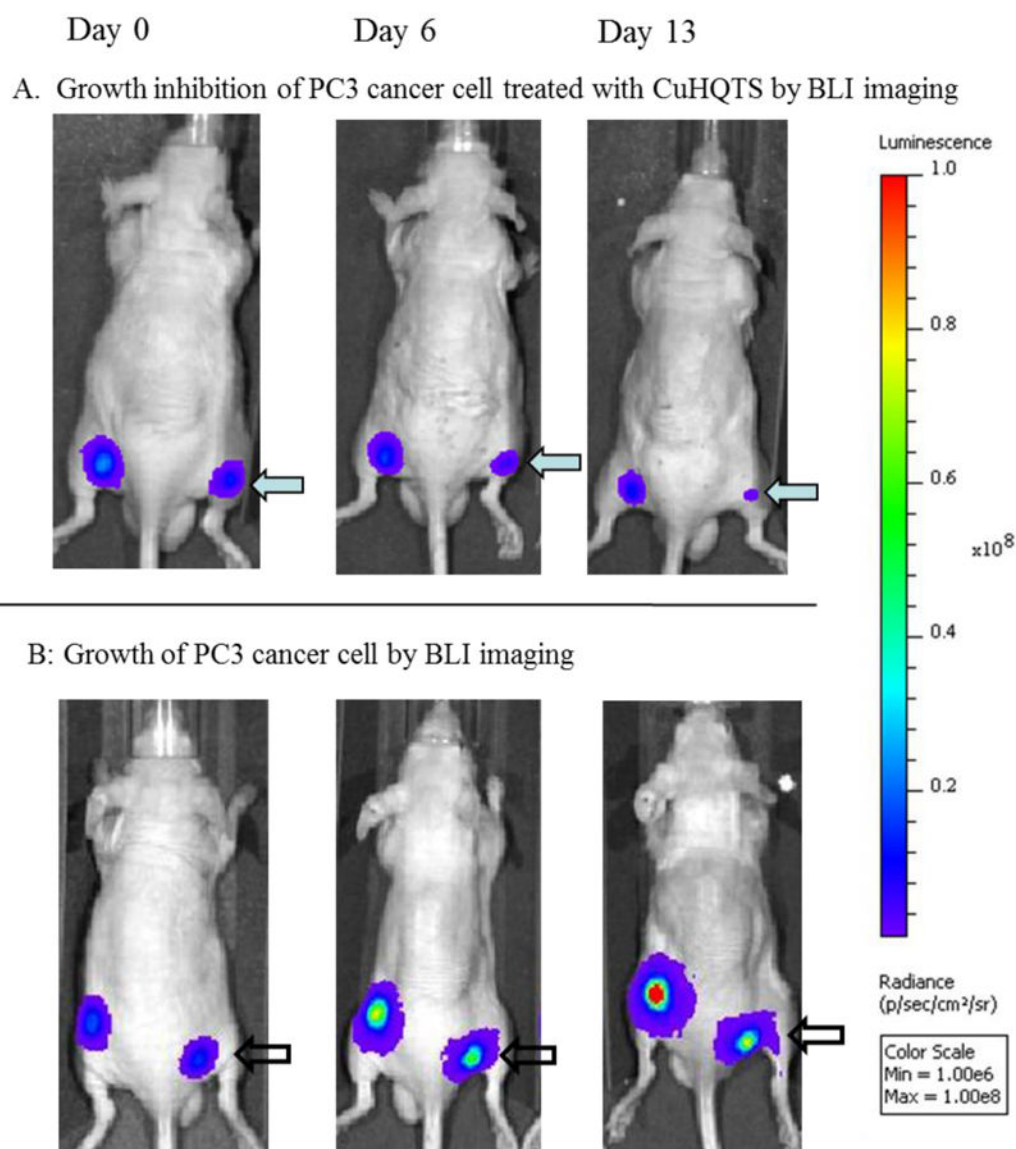 Day 0 Day 6 Day 13
A. Growth inhibition of PC3 cancer cell treated with CuHQTS by BLI imaging
Luminescence
1.0
0.8
0.6
x10⁸
0.4
0.2
B: Growth of PC3 cancer cell by BLI imaging
Radiance
(p/sec/cm²/sr)
Color Scale
Min = 1.00e6
Max = 1.00e8